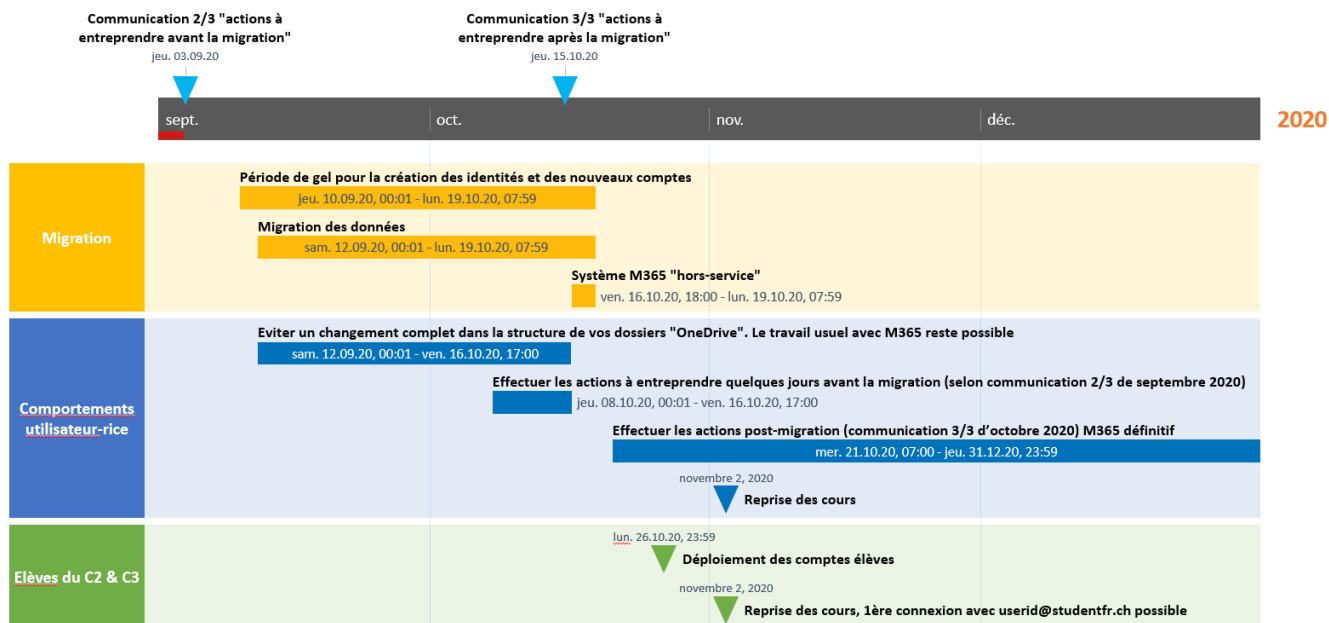 Communication 2/3 "actions à
entreprendre avant la migration"
jeu. 03.09.20
Communication 3/3 "actions à
entreprendre après la migration"
jeu. 15.10.20
sept.
oct.
nov.
déc.
2020
Migration
Période de gel pour la création des identités et des nouveaux comptes
jeu. 10.09.20, 00:01 - lun. 19.10.20, 07:59
Migration des données
sam. 12.09.20, 00:01 - lun. 19.10.20, 07:59
Système M365 "hors-service"
ven. 16.10.20, 18:00 - lun. 19.10.20, 07:59
Comportements
utilisateur-rice
Eviter un changement complet dans la structure de vos dossiers "OneDrive". Le travail usuel avec M365 reste possible
sam. 12.09.20, 00:01 - ven. 16.10.20, 17:00
Effectuer les actions à entreprendre quelques jours avant la migration (selon communication 2/3 de septembre 2020)
jeu. 08.10.20, 00:01 - ven. 16.10.20, 17:00
Effectuer les actions post-migration (communication 3/3 d’octobre 2020) M365 définitif
mer. 21.10.20, 07:00 - jeu. 31.12.20, 23:59
novembre 2, 2020
Reprise des cours
Elèves du C2 & C3
lun. 26.10.20, 23:59
Déploiement des comptes élèves
novembre 2, 2020
Reprise des cours, 1ère connexion avec userid@studentfr.ch possible